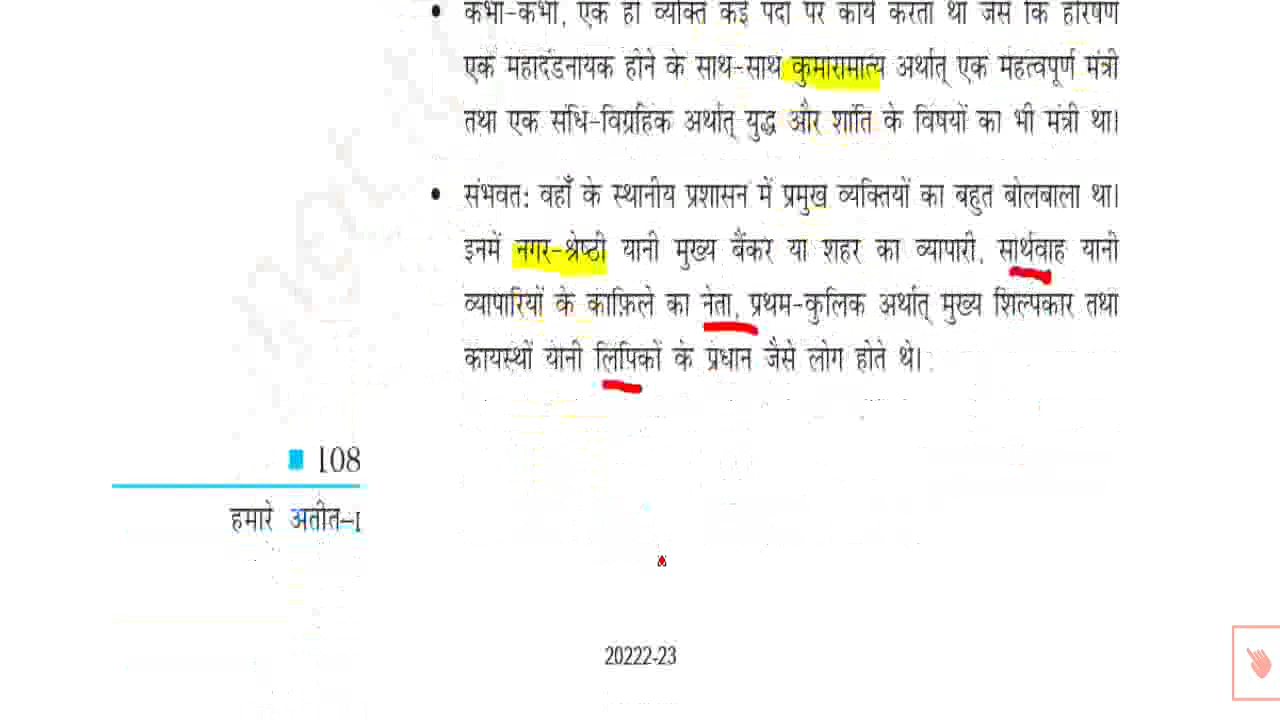 • कभी-कभी, एक ही व्यक्ति कई पदों पर कार्य करता था जैसे कि हरिषेण
एक महादंडनायक होने के साथ-साथ कुमारामात्य अर्थात् एक महत्वपूर्ण मंत्री
तथा एक संधि-विग्रहिक अर्थात् युद्ध और शांति के विषयों का भी मंत्री था।
• संभवत: वहाँ के स्थानीय प्रशासन में प्रमुख व्यक्तियों का बहुत बोलबाला था।
इनमें नगर-श्रेष्ठी यानी मुख्य बैंकर या शहर का व्यापारी, सार्थवाह यानी
व्यापारियों के काफ़िले का नेता, प्रथम-कुलिक अर्थात् मुख्य शिल्पकार तथा
कायस्थों यानी लिपिकों के प्रधान जैसे लोग होते थे।
108
हमारे अतीत–I
20222-23